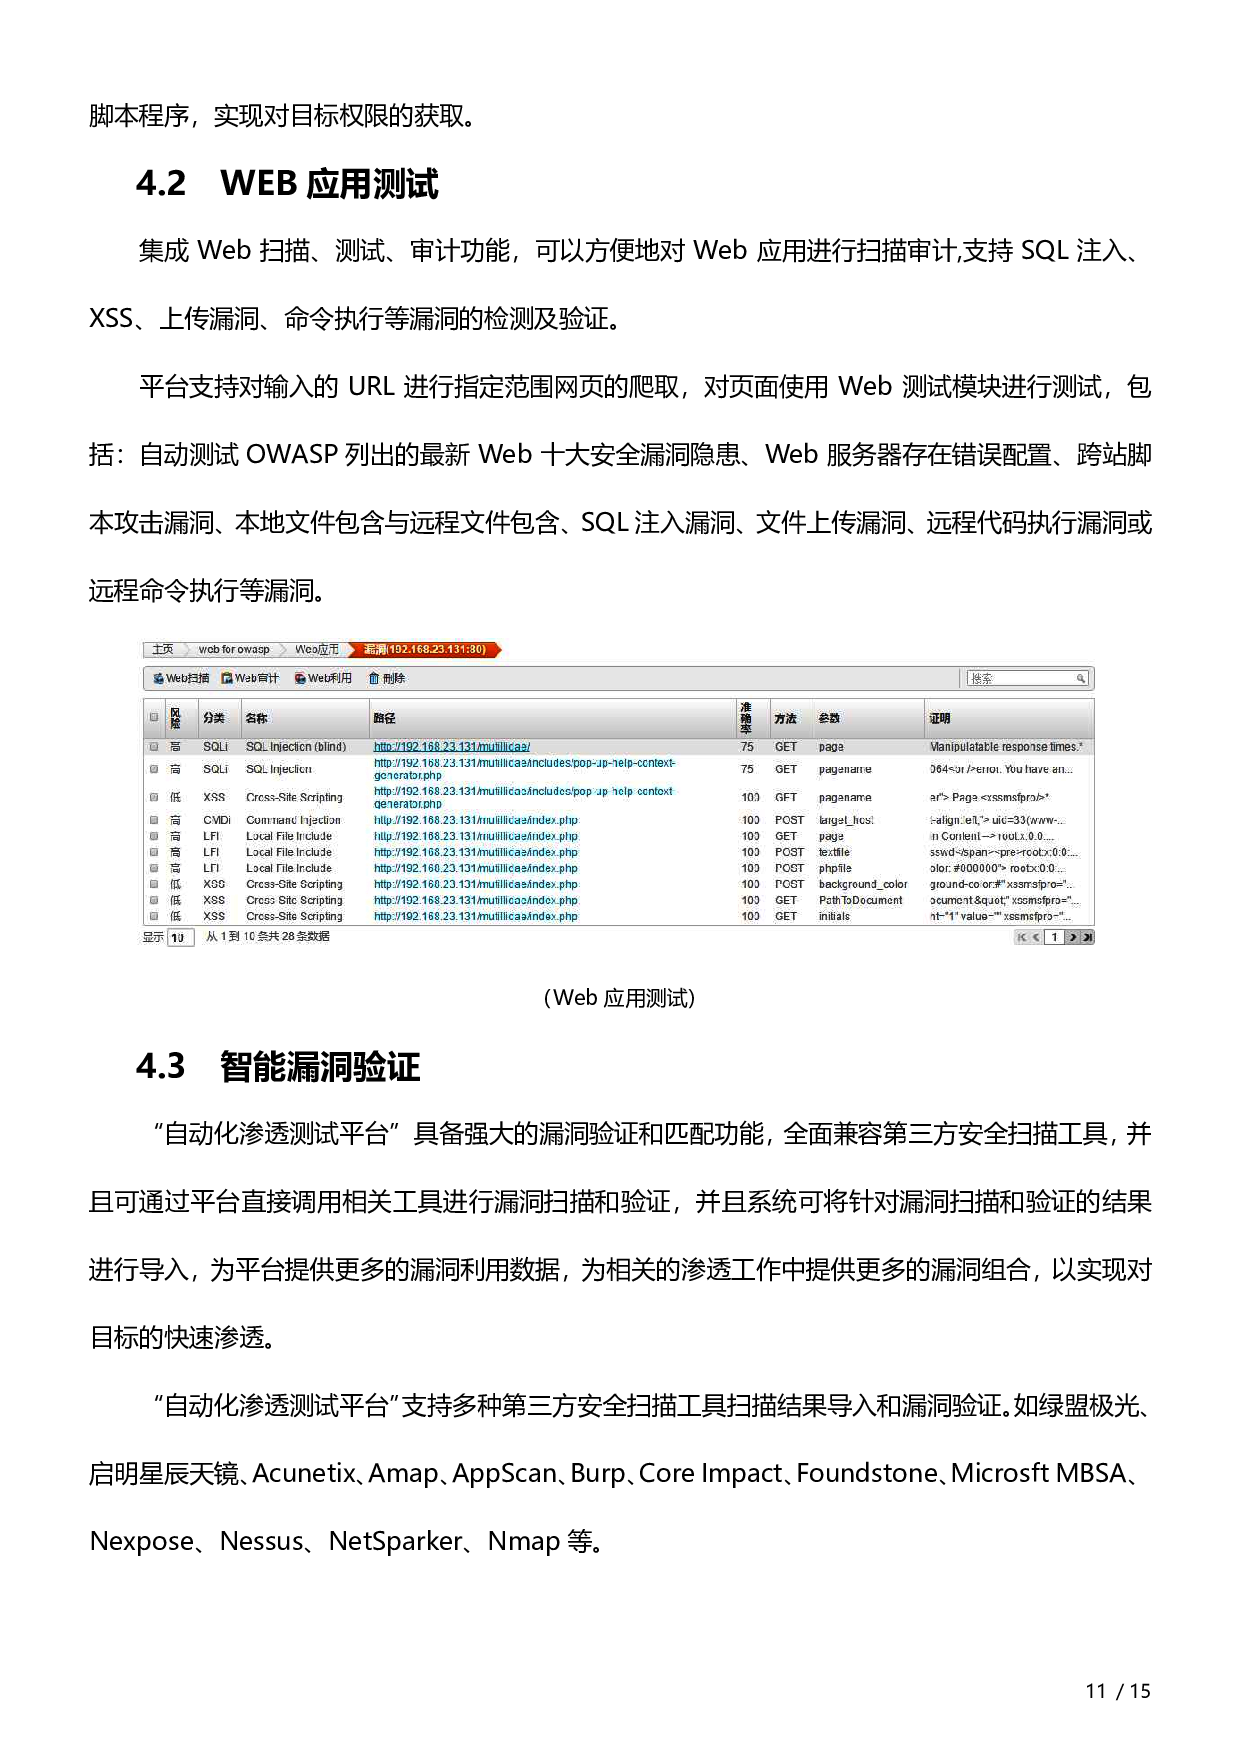 脚本程序，实现对目标权限的获取。
4.2 WEB 应用测试
集成 Web 扫描、测试、审计功能，可以方便地对 Web 应用进行扫描审计,支持 SQL 注入、
XSS、上传漏洞、命令执行等漏洞的检测及验证。
平台支持对输入的 URL 进行指定范围网页的爬取，对页面使用 Web 测试模块进行测试，包
括：自动测试 OWASP 列出的最新 Web 十大安全漏洞隐患、Web 服务器存在错误配置、跨站脚
本攻击漏洞、本地文件包含与远程文件包含、SQL 注入漏洞、文件上传漏洞、远程代码执行漏洞或
远程命令执行等漏洞。
主页 web for owasp Web应用 漏洞(192.168.23.131:80)
Web扫描 Web审计 Web利用 删除 搜索
风险 分类 名称 路径 准确率 方法 参数 证明
高 SQLi SQL Injection (blind) http://192.168.23.131/mutillidae/ 75 GET page Manipulatable response times.*
高 SQLi SQL Injection http://192.168.23.131/mutillidae/includes/pop-up-help-context-generator.php 75 GET pagename 064<br />error: You have an...
低 XSS Cross-Site Scripting http://192.168.23.131/mutillidae/includes/pop-up-help-context-generator.php 100 GET pagename er"> Page <xssmsfpro/>*
高 CMDi Command Injection http://192.168.23.131/mutillidae/index.php 100 POST target_host t-align:left;"> uid=33(www-...
高 LFI Local File Include http://192.168.23.131/mutillidae/index.php 100 GET page in Content --> root:x:0:0:...
高 LFI Local File Include http://192.168.23.131/mutillidae/index.php 100 POST textfile sswd</span><pre>root:x:0:0:...
高 LFI Local File Include http://192.168.23.131/mutillidae/index.php 100 POST phpfile olor: #000000"> root:x:0:0:...
低 XSS Cross-Site Scripting http://192.168.23.131/mutillidae/index.php 100 POST background_color ground-color:#" xssmsfpro="...
低 XSS Cross-Site Scripting http://192.168.23.131/mutillidae/index.php 100 GET PathToDocument ocument&quot;" xssmsfpro="...
低 XSS Cross-Site Scripting http://192.168.23.131/mutillidae/index.php 100 GET initials ht="1" value="" xssmsfpro="...
显示 10 从 1 到 10 条共 28 条数据 1
（Web 应用测试）
4.3 智能漏洞验证
“自动化渗透测试平台”具备强大的漏洞验证和匹配功能，全面兼容第三方安全扫描工具，并
且可通过平台直接调用相关工具进行漏洞扫描和验证，并且系统可将针对漏洞扫描和验证的结果
进行导入，为平台提供更多的漏洞利用数据，为相关的渗透工作中提供更多的漏洞组合，以实现对
目标的快速渗透。
“自动化渗透测试平台”支持多种第三方安全扫描工具扫描结果导入和漏洞验证。如绿盟极光、
启明星辰天镜、Acunetix、Amap、AppScan、Burp、Core Impact、Foundstone、Microsft MBSA、
Nexpose、Nessus、NetSparker、Nmap 等。
11 / 15